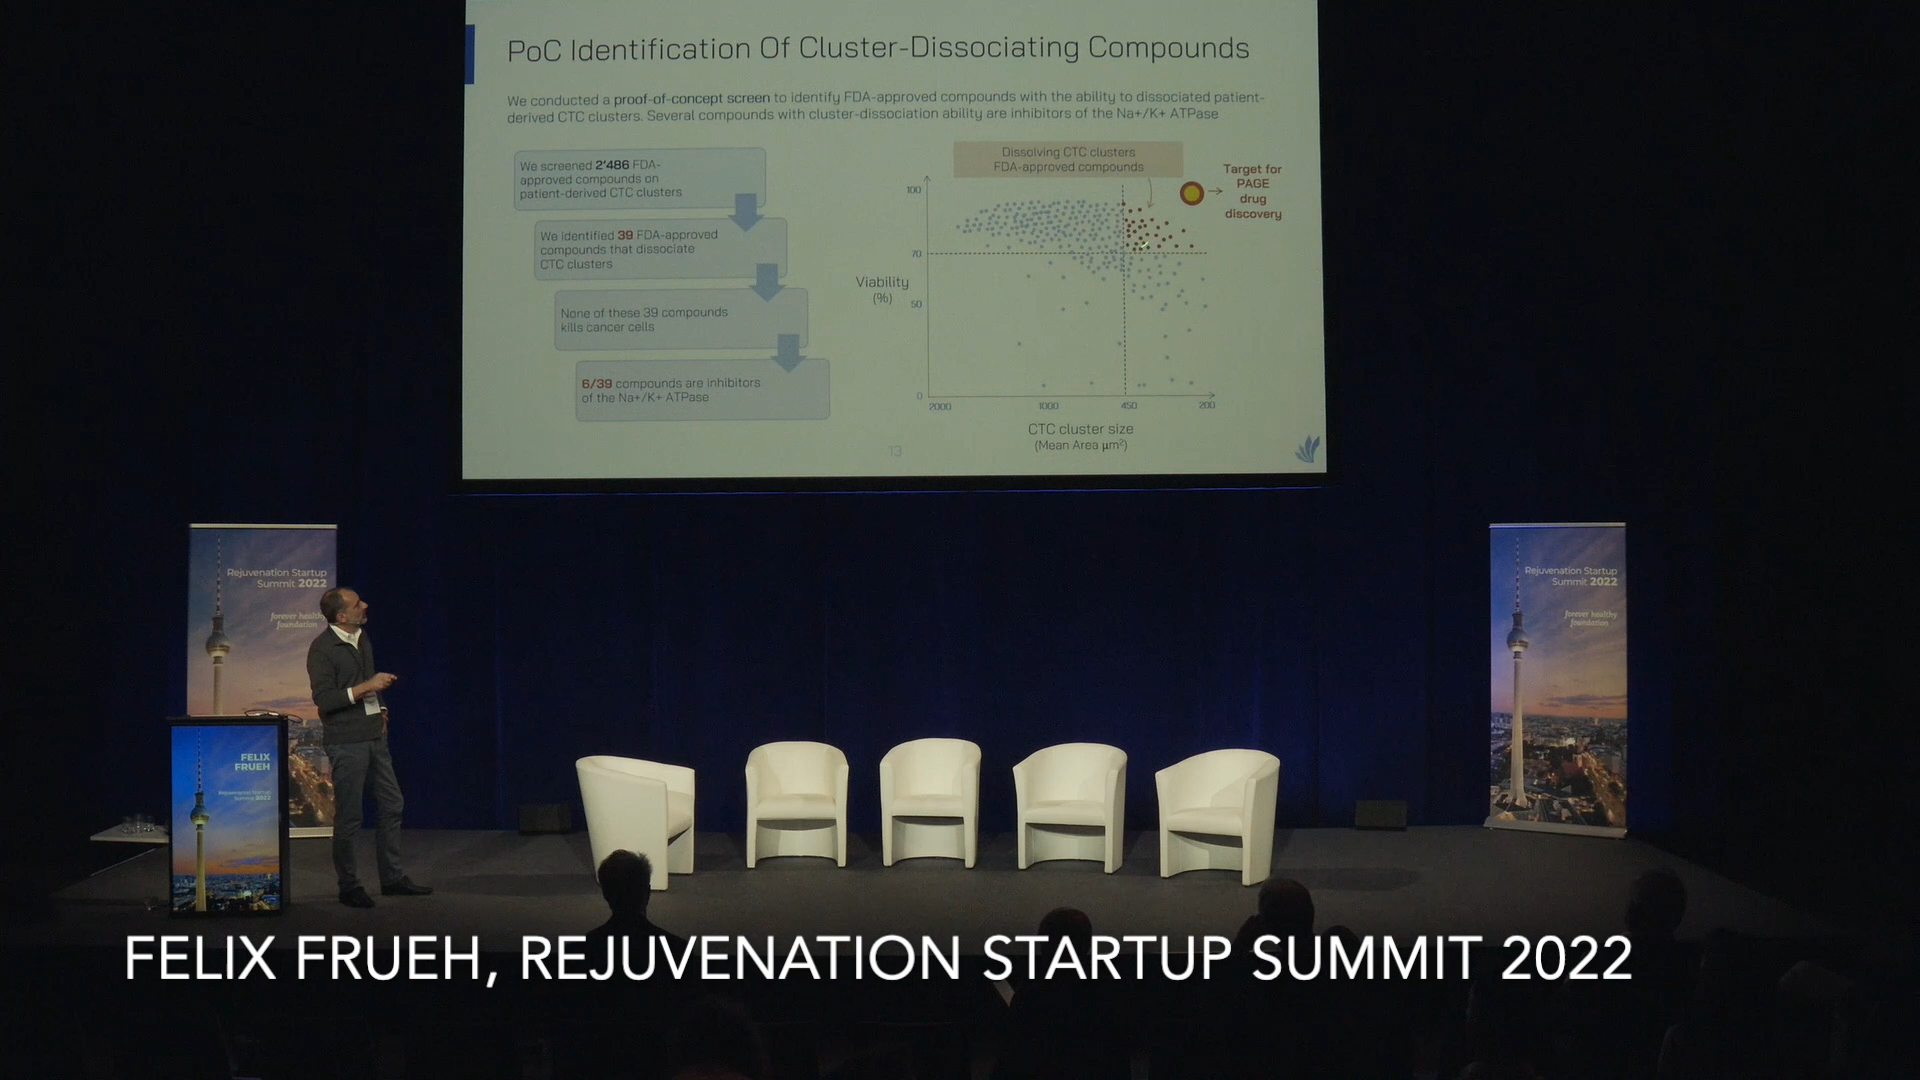 PoC Identification Of Cluster-Dissociating Compounds
We conducted a proof-of-concept screen to identify FDA-approved compounds with the ability to dissociated patient-
derived CTC clusters. Several compounds with cluster-dissociation ability are inhibitors of the Na+/K+ ATPase
We screened 2'486 FDA-
approved compounds on
patient-derived CTC clusters
We identified 39 FDA-approved
compounds that dissociate
CTC clusters
None of these 39 compounds
kills cancer cells
6/39 compounds are inhibitors
of the Na+/K+ ATPase
Dissolving CTC clusters
FDA-approved compounds
Target for
PAGE
drug
discovery
100
70
50
0
Viability
(%)
2000
1000
450
200
CTC cluster size
(Mean Area µm²)
13
Rejuvenation Startup
Summit 2022
forever healthy
foundation
Rejuvenation Startup
Summit 2022
forever healthy
foundation
FELIX
FRUEH
Rejuvenation Startup
Summit 2022
FELIX FRUEH, REJUVENATION STARTUP SUMMIT 2022